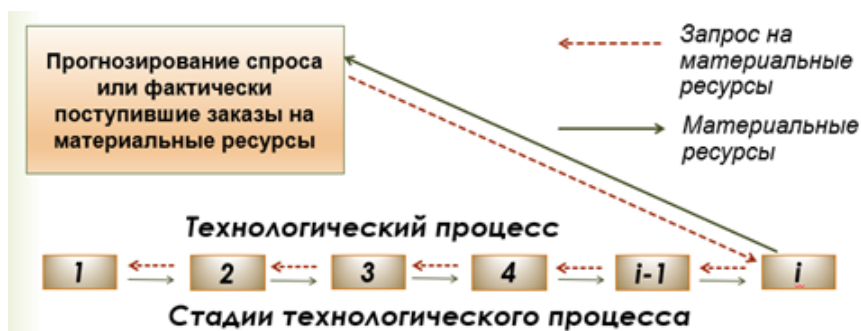 Прогнозирование спроса
или фактически
поступившие заказы на
материальные ресурсы
Запрос на
материальные
ресурсы
Материальные
ресурсы
Технологический процесс
1 2 3 4 i-1 i
Стадии технологического процесса